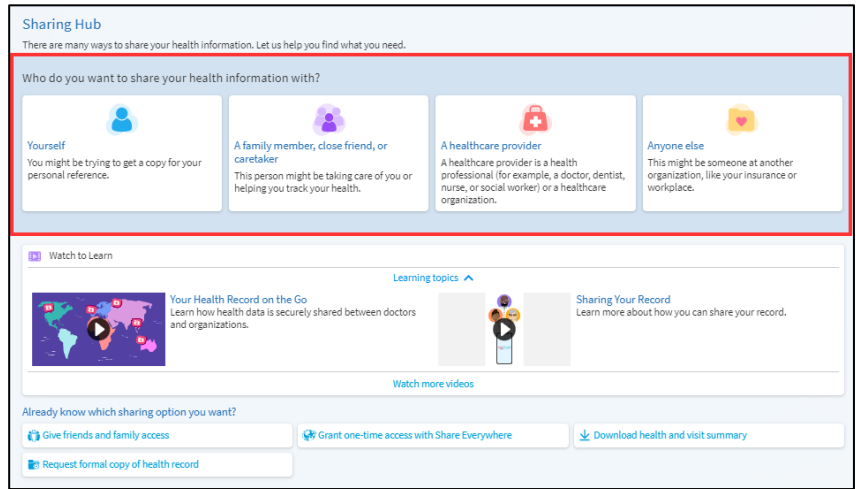 Sharing Hub
There are many ways to share your health information. Let us help you find what you need.
Who do you want to share your health information with?
Yourself
You might be trying to get a copy for your
personal reference.
A family member, close friend, or
caretaker
This person might be taking care of you or
helping you track your health.
A healthcare provider
A healthcare provider is a health
professional (for example, a doctor, dentist,
nurse, or social worker) or a healthcare
organization.
Anyone else
This might be someone at another
organization, like your insurance or
workplace.
Watch to Learn
Learning topics
Your Health Record on the Go
Learn how health data is securely shared between doctors
and organizations.
Sharing Your Record
Learn more about how you can share your record.
Watch more videos
Already know which sharing option you want?
Give friends and family access
Grant one-time access with Share Everywhere
Download health and visit summary
Request formal copy of health record